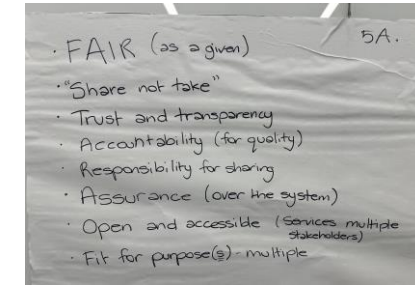 5A.
· FAIR (as a given)
· "Share not take"
· Trust and transparency
· Accountability (for quality)
· Responsibility for sharing
· Assurance (over the system)
· Open and accessible (Services multiple
stakeholders)
· Fit for purpose(s) - multiple